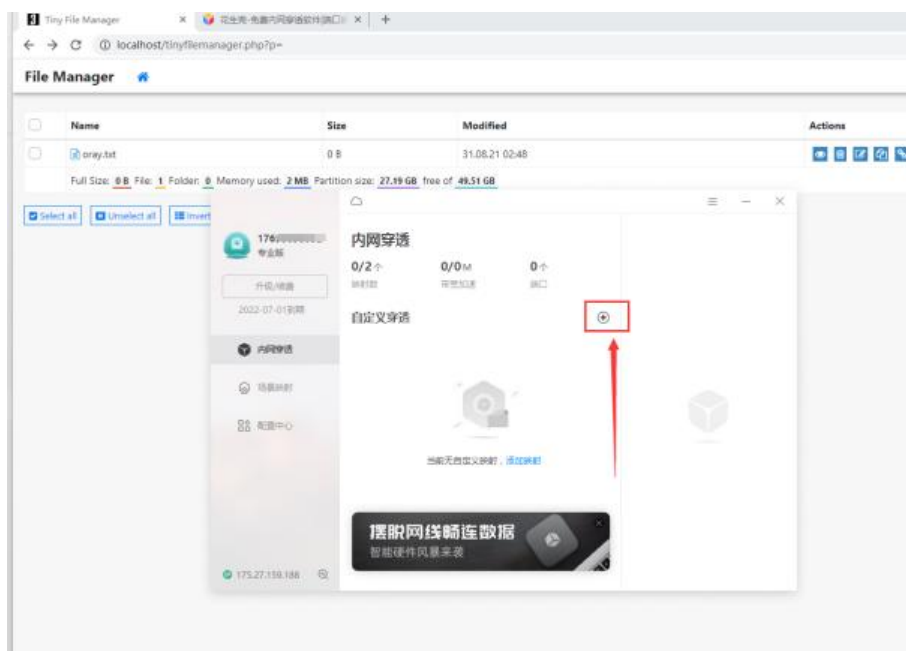 Tiny File Manager
花生壳-免费内网穿透软件|端口
localhost/tinyfilemanager.php?p=
File Manager
Name Size Modified Actions
oray.txt 0 B 31.08.21 02:48
Full Size: 0 B File: 1 Folder: 0 Memory used: 2 MB Partition size: 27.19 GB free of 49.51 GB
Select all Unselect all Invert
176
专业版
升级/续费
2022-07-01到期
内网穿透
场景映射
配置中心
175.27.159.188
内网穿透
0/2个 0/0M 0个
映射数 带宽加速 端口
自定义穿透
当前无自定义映射，添加映射
摆脱网线畅连数据
智能硬件风暴来袭